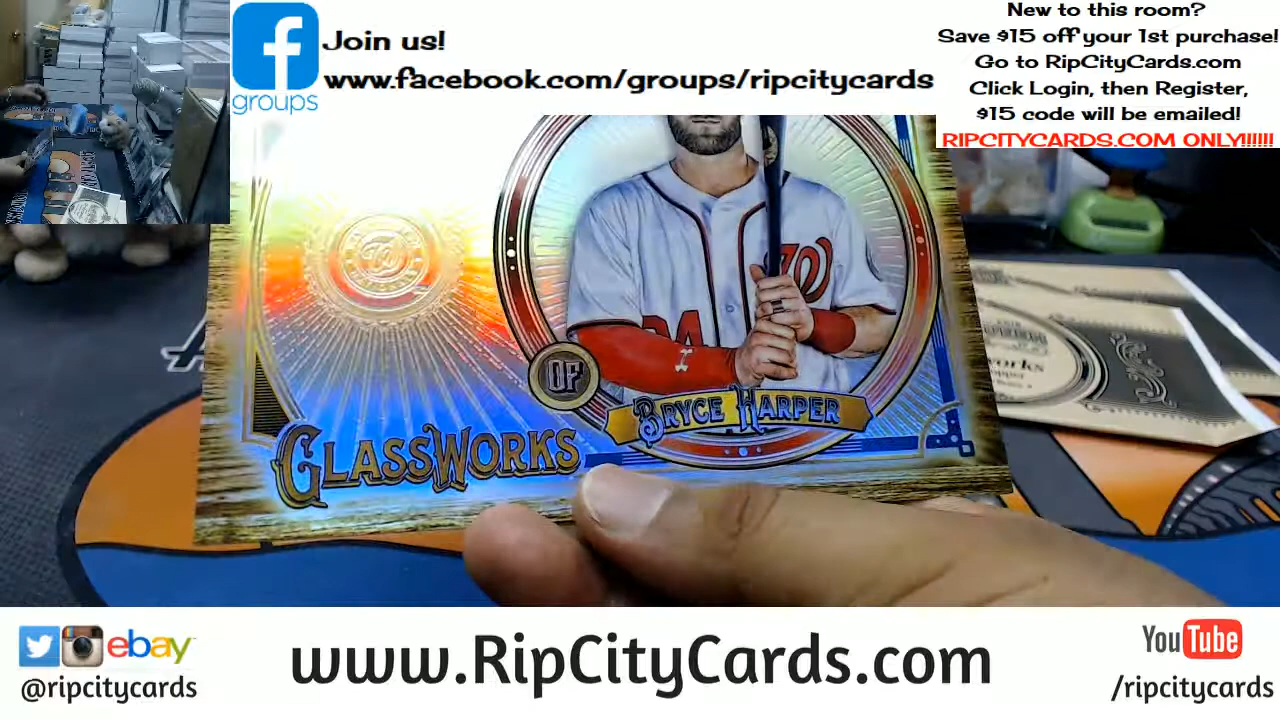 groups
Join us!
www.facebook.com/groups/ripcitycards
New to this room?
Save $15 off your 1st purchase!
Go to RipCityCards.com
Click Login, then Register,
$15 code will be emailed!
RIPCITYCARDS.COM ONLY!!!!!!
W
34
OF
BRYCE HARPER
GLASSWORKS
ebay
@ripcitycards
www.RipCityCards.com
YouTube
/ripcitycards